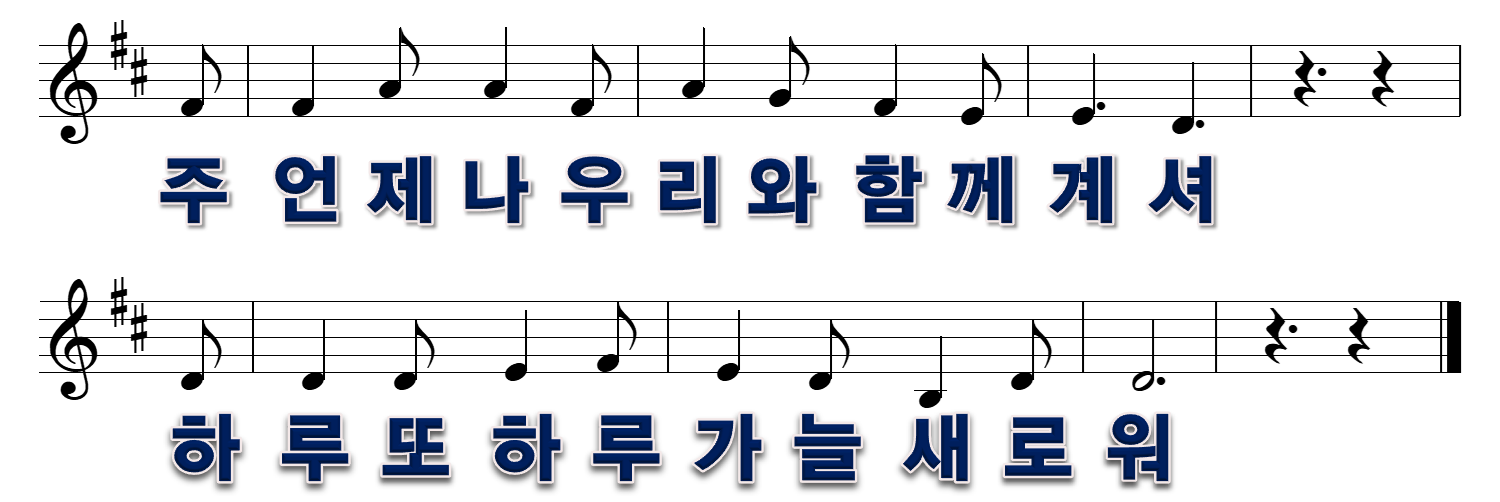 주 언 제 나 우 리 와 함 께 계 셔
하 루 또 하 루 가 늘 새 로 워